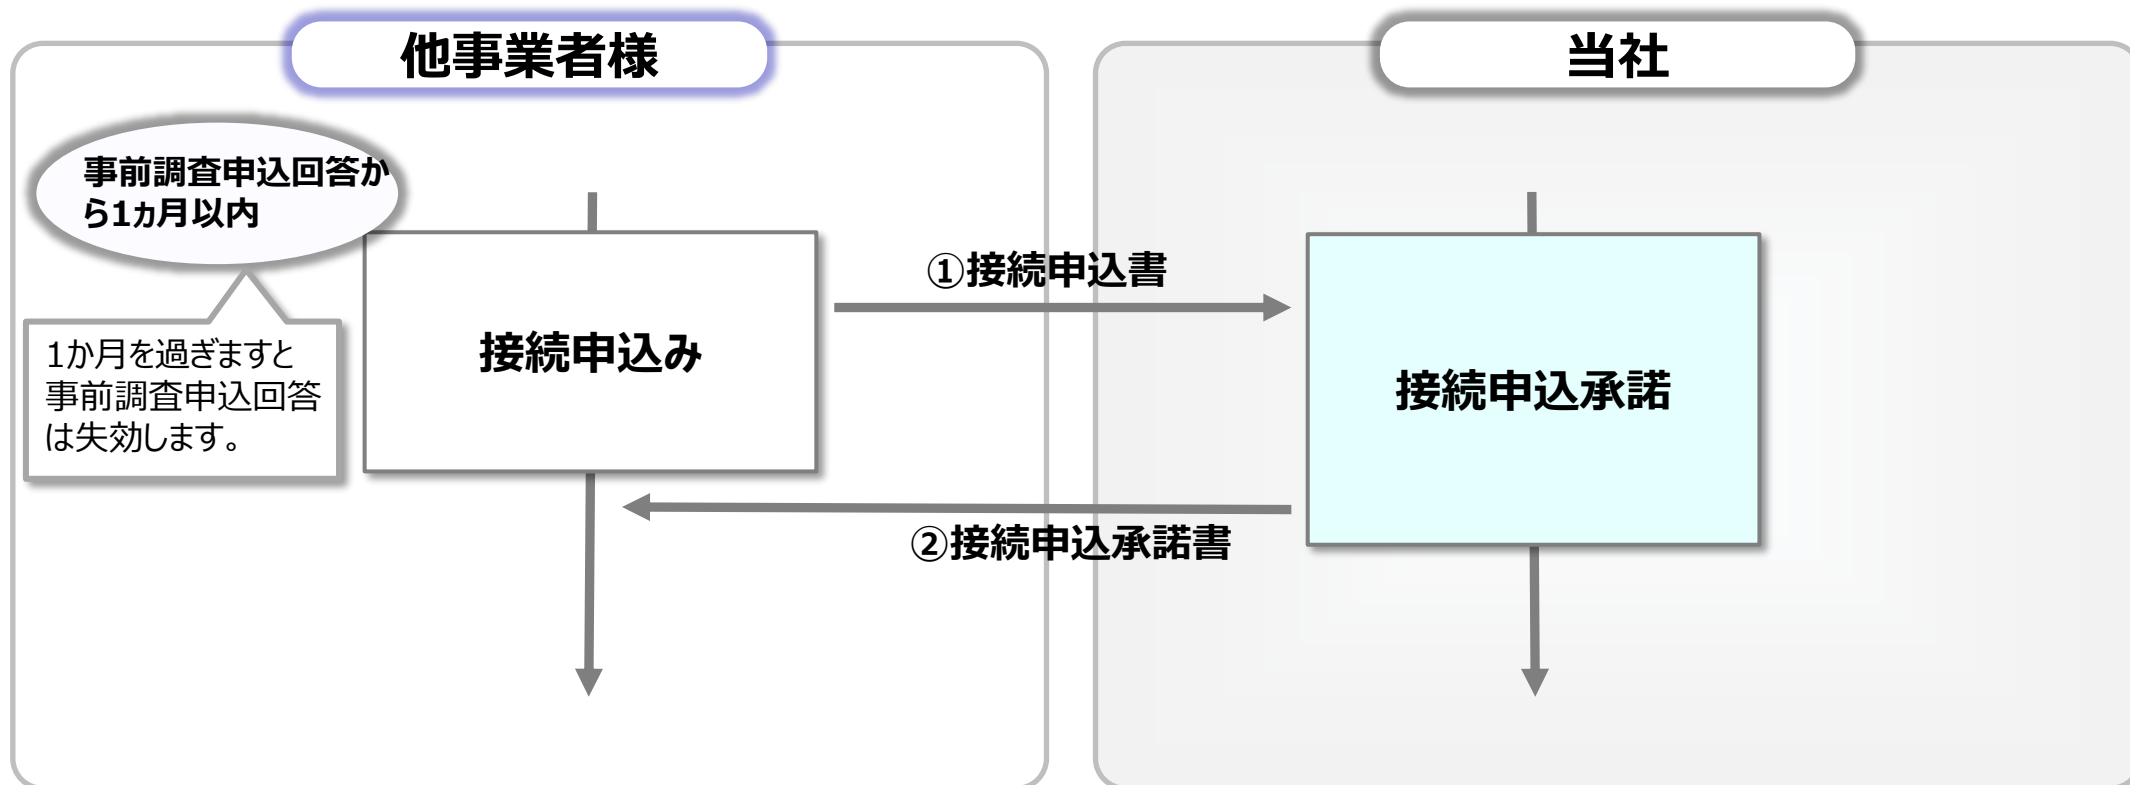 他事業者様
当社
事前調査申込回答か
ら1ヵ月以内
①接続申込書
1か月を過ぎますと
事前調査申込回答
は失効します。
接続申込み
接続申込承諾
②接続申込承諾書